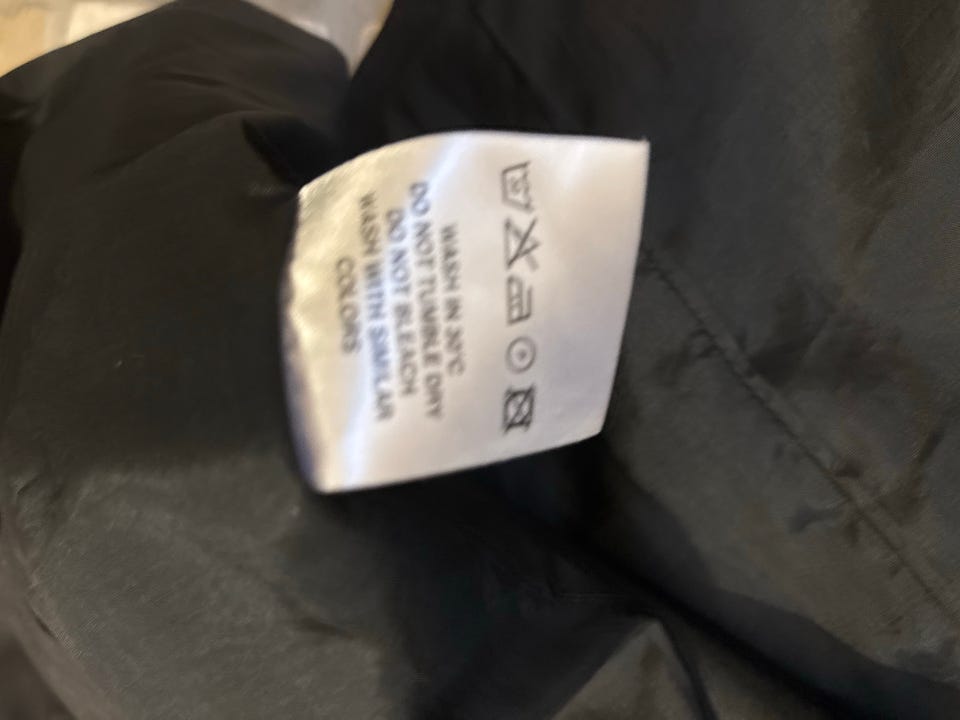 WASH IN 30°C
DO NOT TUMBLE DRY
DO NOT BLEACH
WASH WITH SIMILAR
COLORS